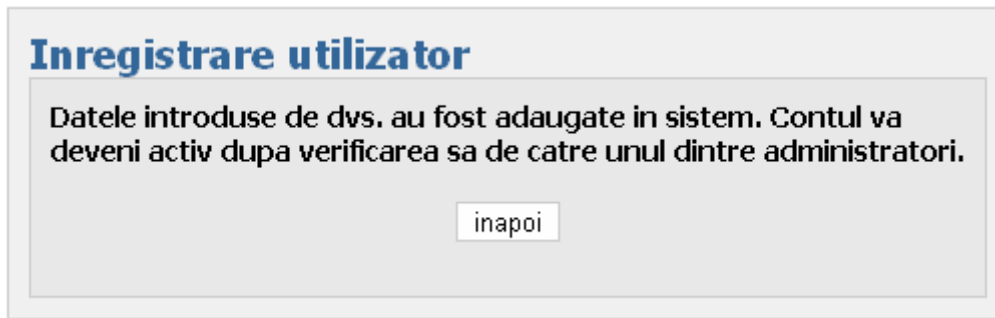 Inregistrare utilizator
Datele introduse de dvs. au fost adaugate in sistem. Contul va
deveni activ dupa verificarea sa de catre unul dintre administratori.
inapoi